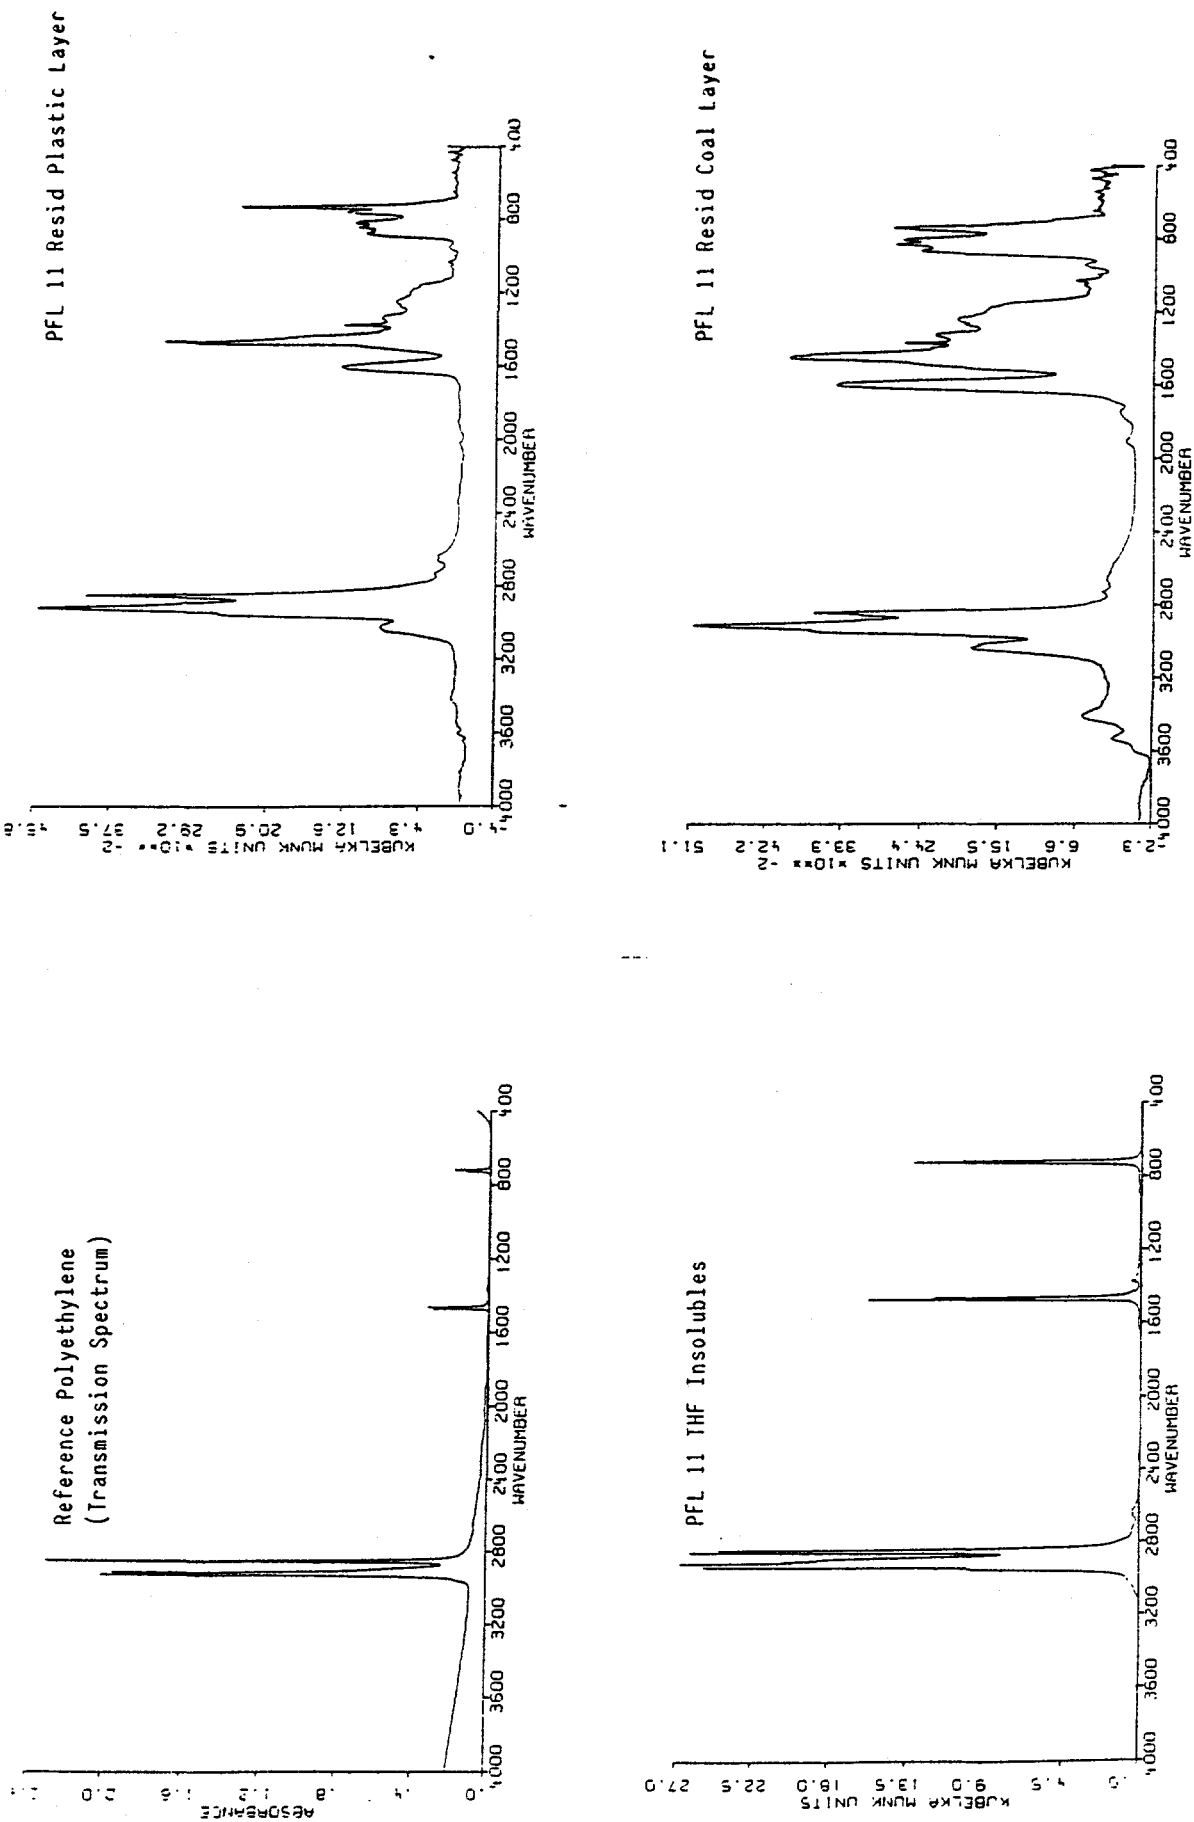 Reference Polyethylene
(Transmission Spectrum)
ABSORBANCE
4000 3600 3200 2800 2400 2000 1600 1200 800 400
WAVENUMBER
PFL 11 Resid Plastic Layer
KUBELKA MUNK UNITS *10** -2
37.5
29.2
20.9
12.6
4.3
4000 3600 3200 2800 2400 2000 1600 1200 800 400
WAVENUMBER
PFL 11 THF Insolubles
KUBELKA MUNK UNITS
27.0
22.5
18.0
13.5
9.0
4.5
4000 3600 3200 2800 2400 2000 1600 1200 800 400
WAVENUMBER
PFL 11 Resid Coal Layer
KUBELKA MUNK UNITS *10** -2
51.1
42.2
33.3
24.4
15.5
6.6
4000 3600 3200 2800 2400 2000 1600 1200 800 400
WAVENUMBER